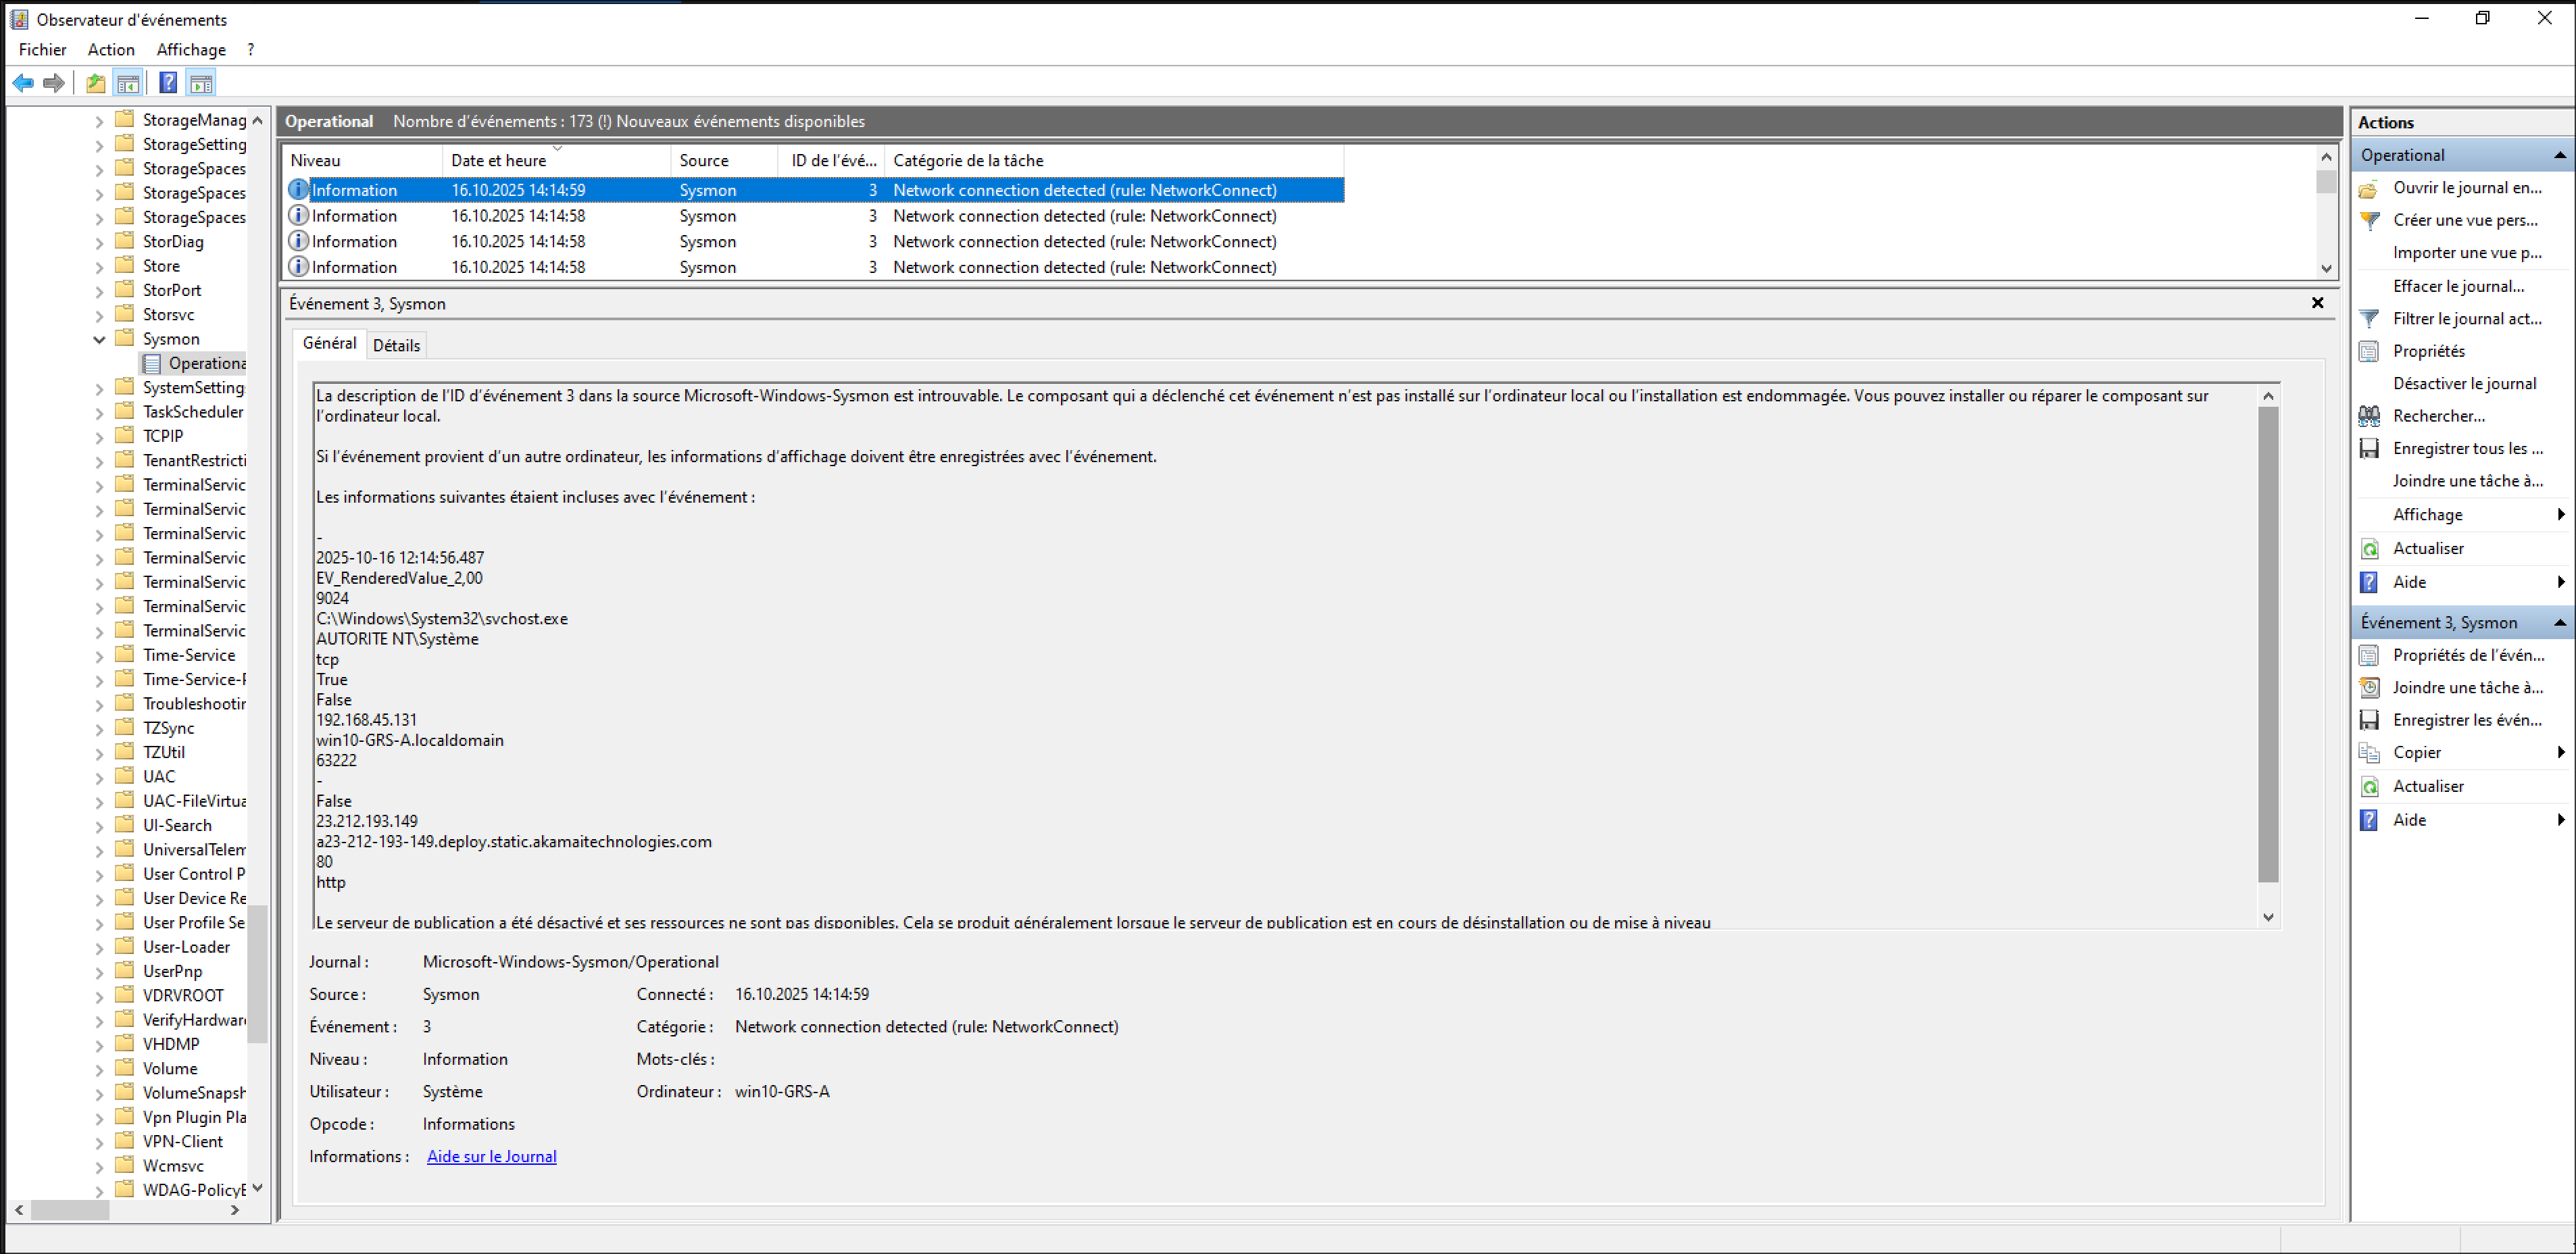 Observateur d'événements
Fichier Action Affichage ?
StorageManag
StorageSetting
StorageSpaces
StorageSpaces
StorageSpaces
StorDiag
Store
StorPort
Storsvc
Sysmon
Operationa
SystemSetting
TaskScheduler
TCPIP
TenantRestricti
TerminalServic
TerminalServic
TerminalServic
TerminalServic
TerminalServic
TerminalServic
TerminalServic
Time-Service
Time-Service-P
Troubleshootin
TZSync
TZUtil
UAC
UAC-FileVirtua
UI-Search
UniversalTelem
User Control P
User Device Re
User Profile Se
User-Loader
UserPnp
VDRVROOT
VerifyHardware
VHDMP
Volume
VolumeSnapsh
Vpn Plugin Pla
VPN-Client
Wcmsvc
WDAG-PolicyE
Operational Nombre d'événements : 173 (!) Nouveaux événements disponibles
Niveau Date et heure Source ID de l'évé... Catégorie de la tâche
Information 16.10.2025 14:14:59 Sysmon 3 Network connection detected (rule: NetworkConnect)
Information 16.10.2025 14:14:58 Sysmon 3 Network connection detected (rule: NetworkConnect)
Information 16.10.2025 14:14:58 Sysmon 3 Network connection detected (rule: NetworkConnect)
Information 16.10.2025 14:14:58 Sysmon 3 Network connection detected (rule: NetworkConnect)
Événement 3, Sysmon
Général Détails
La description de l'ID d'événement 3 dans la source Microsoft-Windows-Sysmon est introuvable. Le composant qui a déclenché cet événement n'est pas installé sur l'ordinateur local ou l'installation est endommagée. Vous pouvez installer ou réparer le composant sur
l'ordinateur local.
Si l'événement provient d'un autre ordinateur, les informations d'affichage doivent être enregistrées avec l'événement.
Les informations suivantes étaient incluses avec l'événement :
-
2025-10-16 12:14:56.487
EV_RenderedValue_2,00
9024
C:\Windows\System32\svchost.exe
AUTORITE NT\Système
tcp
True
False
192.168.45.131
win10-GRS-A.localdomain
63222
-
False
23.212.193.149
a23-212-193-149.deploy.static.akamaitechnologies.com
80
http
Le serveur de publication a été désactivé et ses ressources ne sont pas disponibles. Cela se produit généralement lorsque le serveur de publication est en cours de désinstallation ou de mise à niveau
Journal : Microsoft-Windows-Sysmon/Operational
Source : Sysmon Connecté : 16.10.2025 14:14:59
Événement : 3 Catégorie : Network connection detected (rule: NetworkConnect)
Niveau : Information Mots-clés :
Utilisateur : Système Ordinateur : win10-GRS-A
Opcode : Informations
Informations : Aide sur le Journal
Actions
Operational
Ouvrir le journal en...
Créer une vue pers...
Importer une vue p...
Effacer le journal...
Filtrer le journal act...
Propriétés
Désactiver le journal
Rechercher...
Enregistrer tous les ...
Joindre une tâche à...
Affichage
Actualiser
Aide
Événement 3, Sysmon
Propriétés de l'évén...
Joindre une tâche à...
Enregistrer les évén...
Copier
Actualiser
Aide